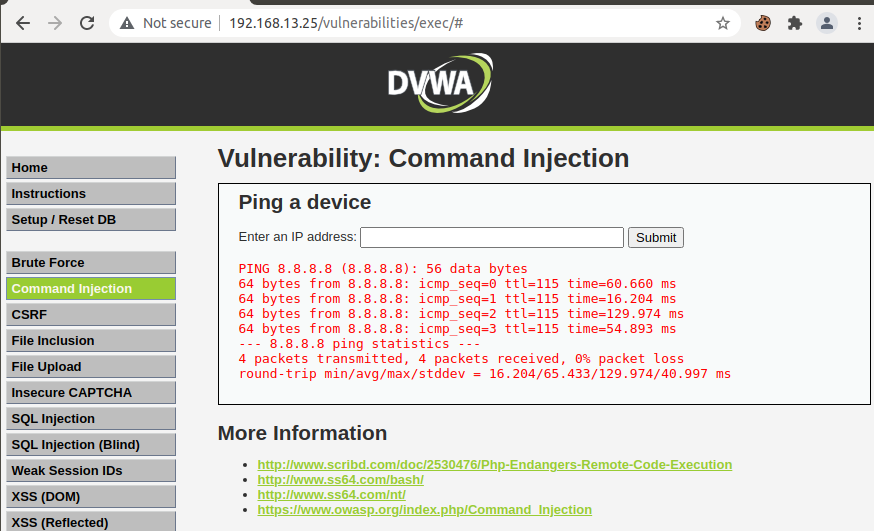 Not secure
192.168.13.25/vulnerabilities/exec/#
DVWA
Home
Instructions
Setup / Reset DB
Brute Force
Command Injection
CSRF
File Inclusion
File Upload
Insecure CAPTCHA
SQL Injection
SQL Injection (Blind)
Weak Session IDs
XSS (DOM)
XSS (Reflected)
Vulnerability: Command Injection
Ping a device
Enter an IP address:
Submit
PING 8.8.8.8 (8.8.8.8): 56 data bytes
64 bytes from 8.8.8.8: icmp_seq=0 ttl=115 time=60.660 ms
64 bytes from 8.8.8.8: icmp_seq=1 ttl=115 time=16.204 ms
64 bytes from 8.8.8.8: icmp_seq=2 ttl=115 time=129.974 ms
64 bytes from 8.8.8.8: icmp_seq=3 ttl=115 time=54.893 ms
--- 8.8.8.8 ping statistics ---
4 packets transmitted, 4 packets received, 0% packet loss
round-trip min/avg/max/stddev = 16.204/65.433/129.974/40.997 ms
More Information
http://www.scribd.com/doc/2530476/Php-Endangers-Remote-Code-Execution
http://www.ss64.com/bash/
http://www.ss64.com/nt/
https://www.owasp.org/index.php/Command_Injection